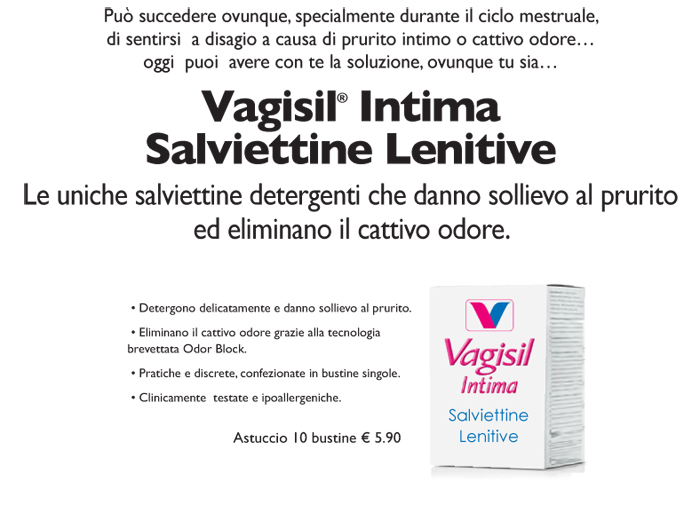 Può succedere ovunque, specialmente durante il ciclo mestruale,
di sentirsi a disagio a causa di prurito intimo o cattivo odore…
oggi puoi avere con te la soluzione, ovunque tu sia…
Vagisil® Intima
Salviettine Lenitive
Le uniche salviettine detergenti che danno sollievo al prurito
ed eliminano il cattivo odore.
• Detergono delicatamente e danno sollievo al prurito.
• Eliminano il cattivo odore grazie alla tecnologia
brevettata Odor Block.
• Pratiche e discrete, confezionate in bustine singole.
• Clinicamente testate e ipoallergeniche.
Astuccio 10 bustine € 5.90
Vagisil
Intima
Salviettine
Lenitive